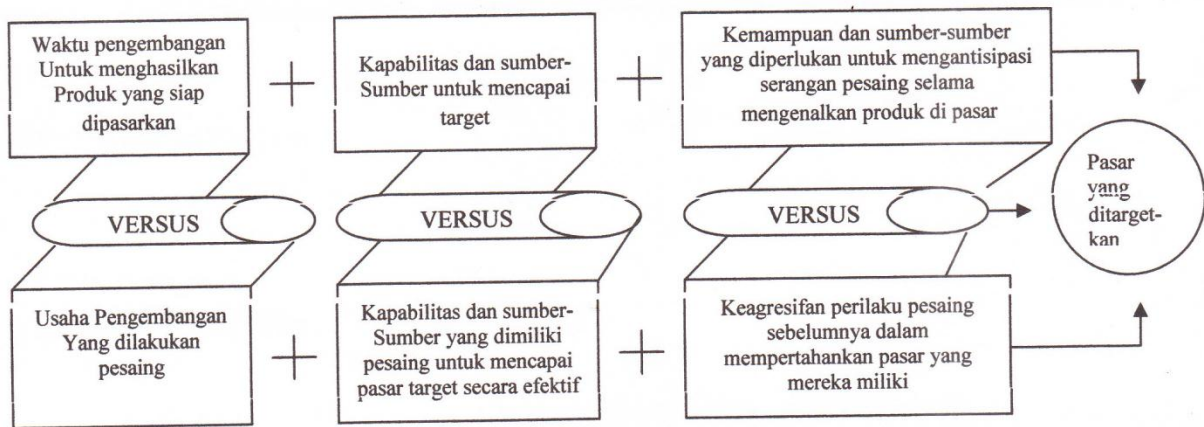 Waktu pengembangan
Untuk menghasilkan
Produk yang siap
dipasarkan
Kapabilitas dan sumber-
Sumber untuk mencapai
target
Kemampuan dan sumber-sumber
yang diperlukan untuk mengantisipasi
serangan pesaing selama
mengenalkan produk di pasar
VERSUS
VERSUS
VERSUS
Pasar
yang
ditarget-
kan
Usaha Pengembangan
Yang dilakukan
pesaing
Kapabilitas dan sumber-
Sumber yang dimiliki
pesaing untuk mencapai
pasar target secara efektif
Keagresifan perilaku pesaing
sebelumnya dalam
mempertahankan pasar yang
mereka miliki